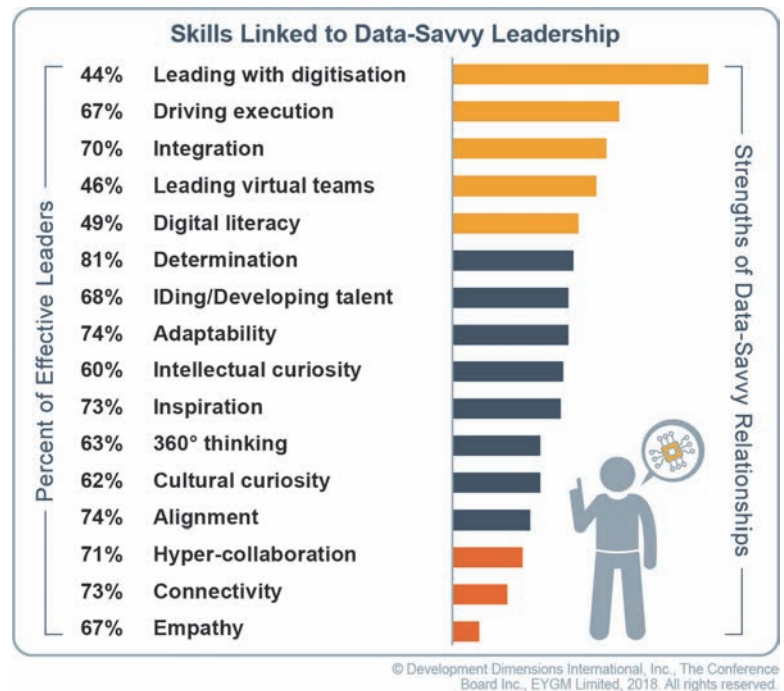 Skills Linked to Data-Savvy Leadership
Percent of Effective Leaders
44% Leading with digitisation
67% Driving execution
70% Integration
46% Leading virtual teams
49% Digital literacy
81% Determination
68% IDing/Developing talent
74% Adaptability
60% Intellectual curiosity
73% Inspiration
63% 360° thinking
62% Cultural curiosity
74% Alignment
71% Hyper-collaboration
73% Connectivity
67% Empathy
Strengths of Data-Savvy Relationships
© Development Dimensions International, Inc., The Conference
Board Inc., EYGM Limited, 2018. All rights reserved.